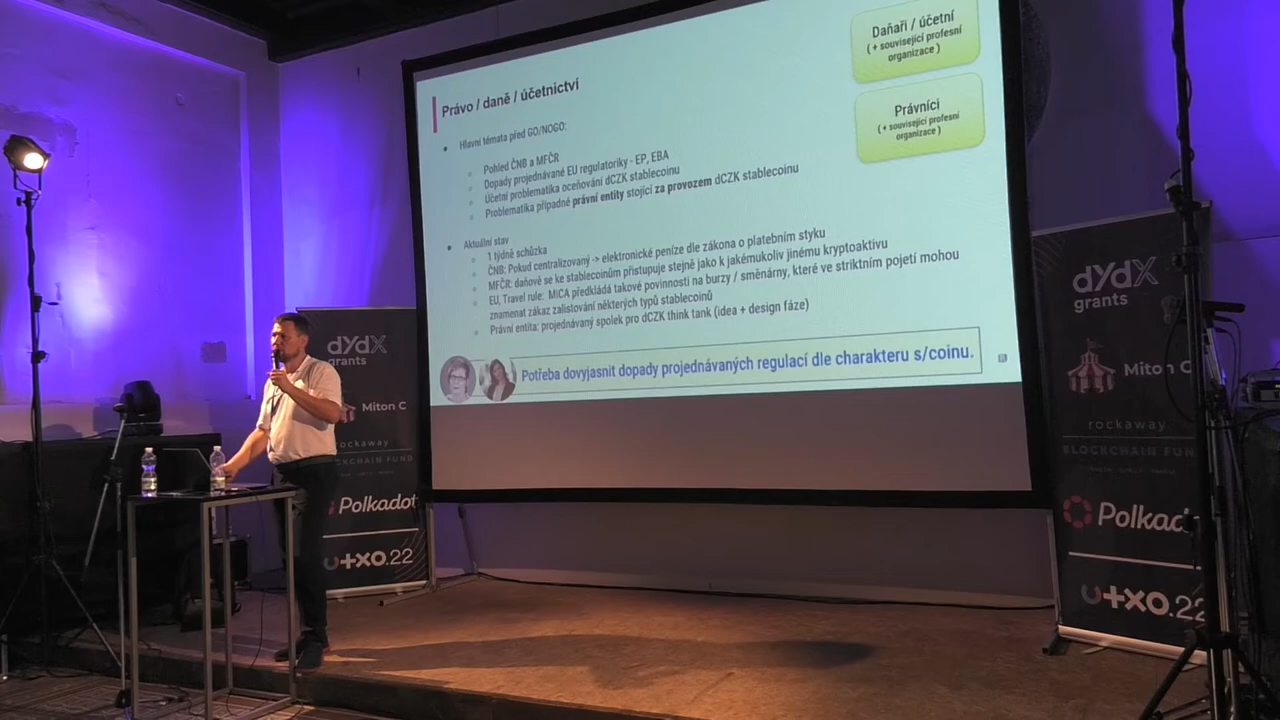 Právo / daně / účetnictví
Hlavní témata před GO/NOGO:
Pohled ČNB a MFČR
Dopady projednávané EU regulatoriky - EP, EBA
Účetní problematika oceňování dCZK stablecoinu
Problematika případné právní entity stojící za provozem dCZK stablecoinu
Aktuální stav
1 týdně schůzka
ČNB: Pokud centralizovaný -> elektronické peníze dle zákona o platebním styku
MFČR: daňově se ke stablecoinům přistupuje stejně jako k jakémukoliv jinému kryptoaktivu
EU, Travel rule: MiCA předkládá takové povinnosti na burzy / směnárny, které ve striktním pojetí mohou
znamenat zákaz zalistování některých typů stablecoinů
Právní entita: projednávaný spolek pro dCZK think tank (idea + design fáze)
Potřeba dovyjasnit dopady projednávaných regulací dle charakteru s/coinu.
Daňaři / účetní
( + související profesní
organizace )
Právníci
( + související profesní
organizace )
dYdX
grants
Miton C
rockaway
BLOCKCHAIN FUND
Polkadot
utxo.22
dYdX
grants
Miton C
rockaway
BLOCKCHAIN FUN
Polkadot
utxo.22